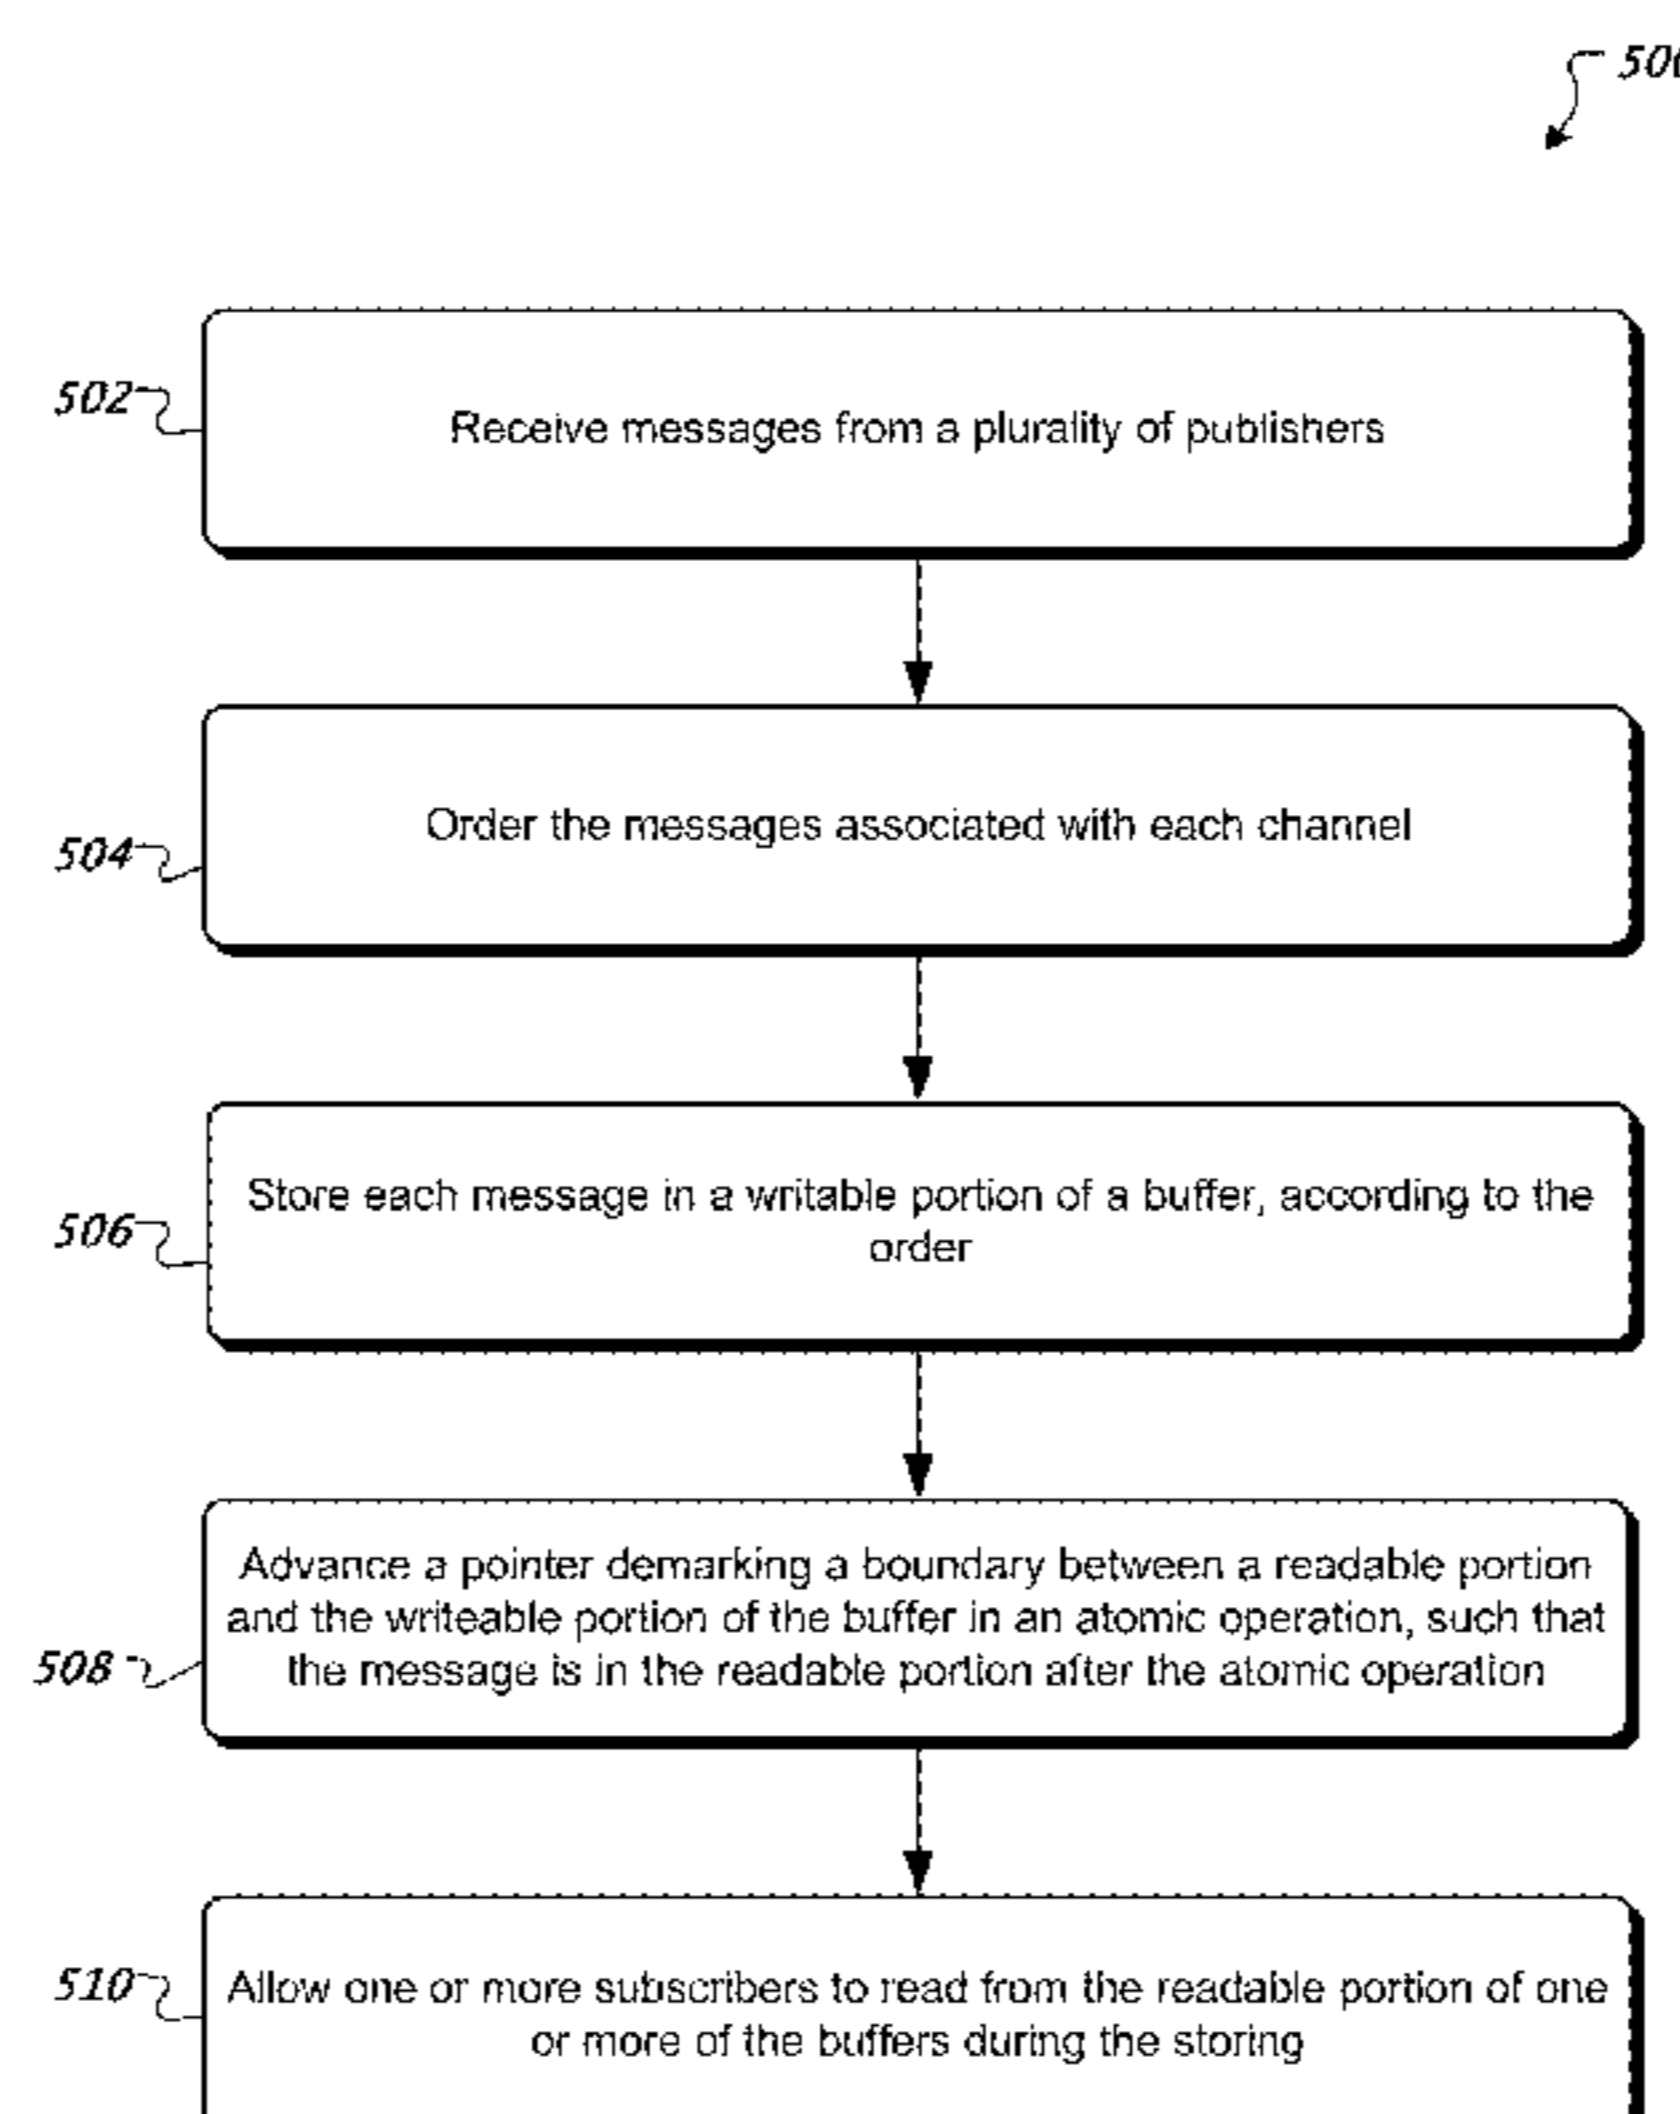 502
Receive messages from a plurality of publishers
504
Order the messages associated with each channel
506
Store each message in a writable portion of a buffer, according to the
order
508
Advance a pointer demarking a boundary between a readable portion
and the writeable portion of the buffer in an atomic operation, such that
the message is in the readable portion after the atomic operation
510
Allow one or more subscribers to read from the readable portion of one
or more of the buffers during the storing